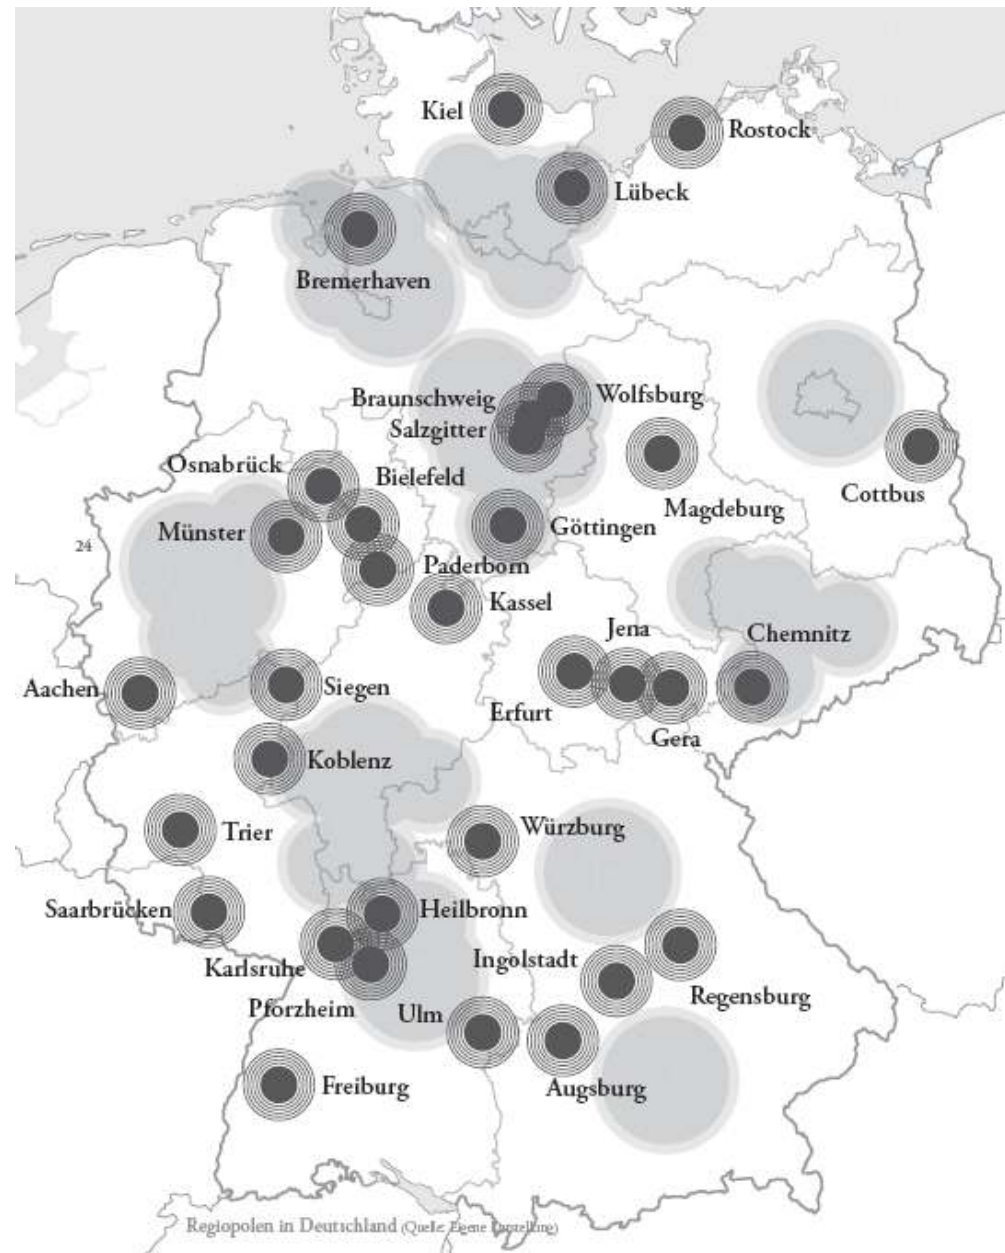 Kiel
Rostock
Lübeck
Bremerhaven
Braunschweig
Wolfsburg
Salzgitter
Osnabrück
Bielefeld
Cottbus
Magdeburg
Münster
Göttingen
24
Paderborn
Kassel
Jena
Chemnitz
Aachen
Siegen
Erfurt
Gera
Koblenz
Trier
Würzburg
Saarbrücken
Heilbronn
Karlsruhe
Ingolstadt
Regensburg
Pforzheim
Ulm
Augsburg
Freiburg
Regiopolen in Deutschland (Quelle: Eigene Darstellung)